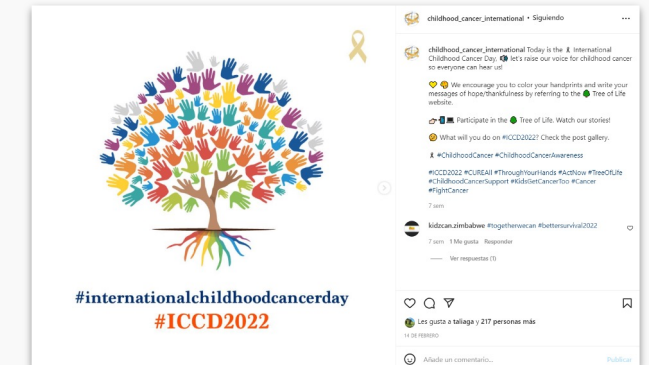 childhood_cancer_international • Siguiendo
childhood_cancer_international Today is the International
Childhood Cancer Day. let's raise our voice for childhood cancer
so everyone can hear us!
We encourage you to color your handprints and write your
messages of hope/thankfulness by referring to the Tree of Life
website.
Participate in the Tree of Life. Watch our stories!
What will you do on #ICCD2022? Check the post gallery.
#ChildhoodCancer #ChildhoodCancerAwareness
#ICCD2022 #CUREAll #ThroughYourHands #ActNow #TreeOfLife
#ChildhoodCancerSupport #KidsGetCancerToo #Cancer
#FightCancer
7 sem
kidzcan.zimbabwe #togetherwecan #bettersurvival2022
7 sem 1 Me gusta Responder
Ver respuestas (1)
#internationalchildhoodcancerday
#ICCD2022
Les gusta a taliaga y 217 personas más
14 DE FEBRERO
Añade un comentario...
Publicar